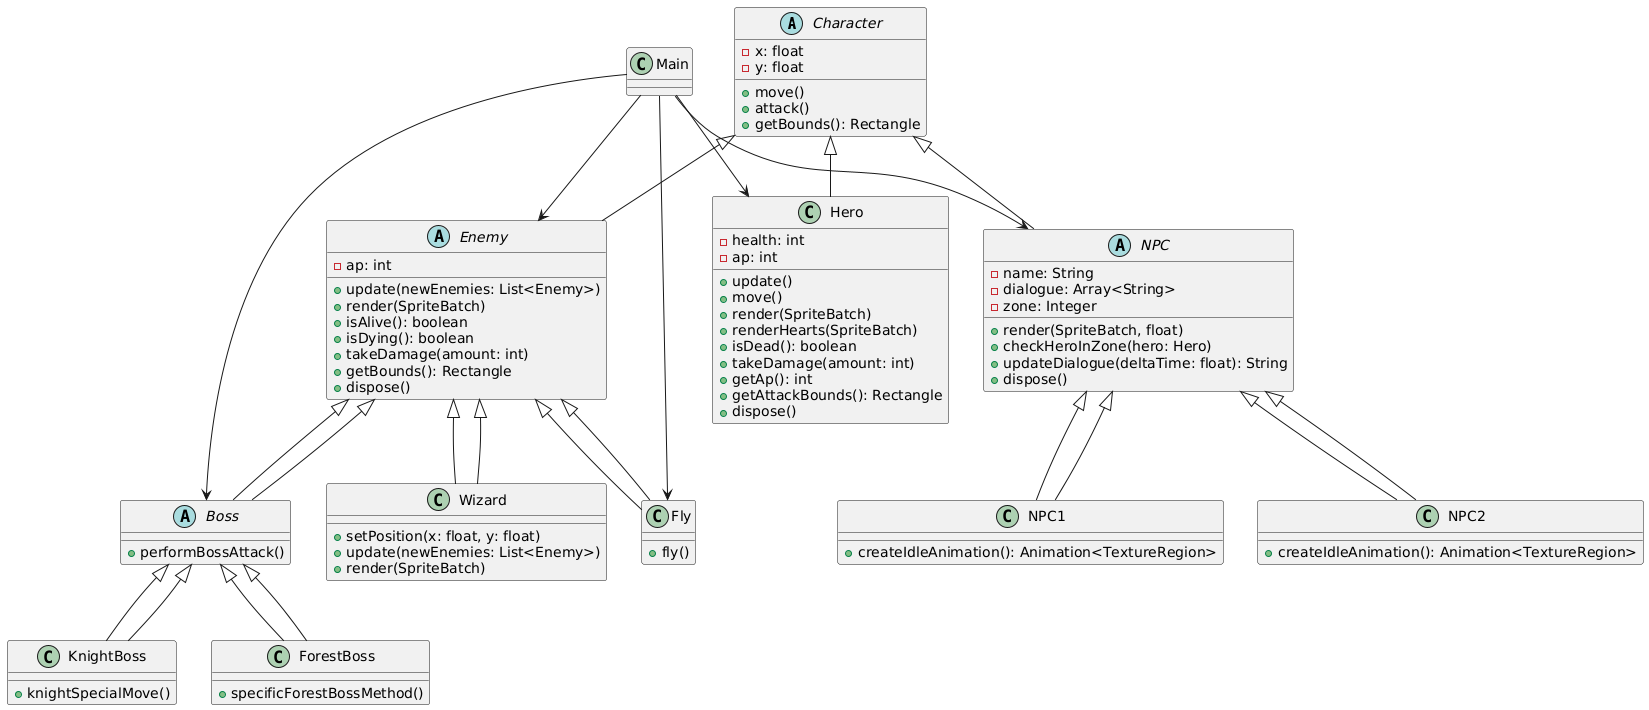 A Character
x: float
y: float
move()
attack()
getBounds(): Rectangle
C Main
A Enemy
ap: int
update(newEnemies: List<Enemy>)
render(SpriteBatch)
isAlive(): boolean
isDying(): boolean
takeDamage(amount: int)
getBounds(): Rectangle
dispose()
C Hero
health: int
ap: int
update()
move()
render(SpriteBatch)
renderHearts(SpriteBatch)
isDead(): boolean
takeDamage(amount: int)
getAp(): int
getAttackBounds(): Rectangle
dispose()
A NPC
name: String
dialogue: Array<String>
zone: Integer
render(SpriteBatch, float)
checkHeroInZone(hero: Hero)
updateDialogue(deltaTime: float): String
dispose()
A Boss
performBossAttack()
C Wizard
setPosition(x: float, y: float)
update(newEnemies: List<Enemy>)
render(SpriteBatch)
C Fly
fly()
C NPC1
createIdleAnimation(): Animation<TextureRegion>
C NPC2
createIdleAnimation(): Animation<TextureRegion>
C KnightBoss
knightSpecialMove()
C ForestBoss
specificForestBossMethod()